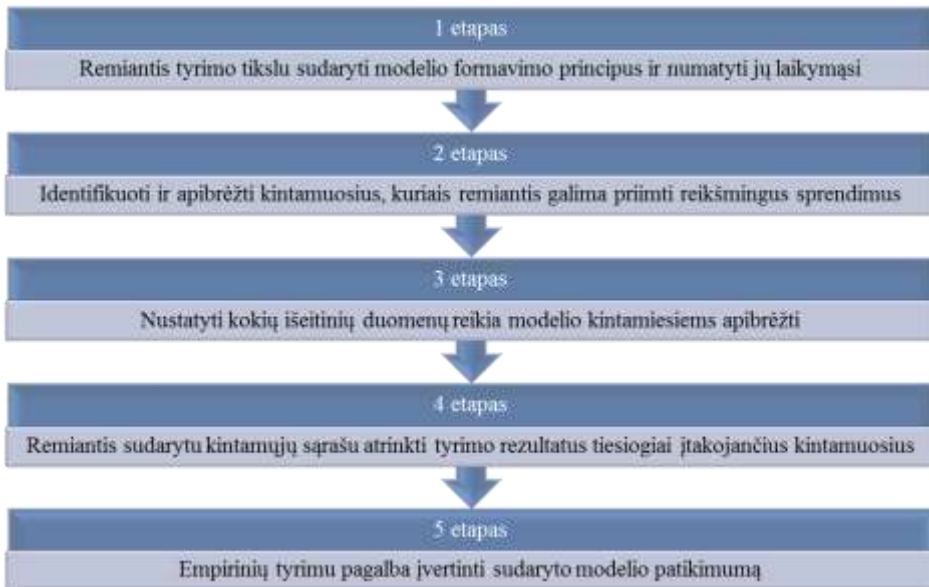 1 etapas
Remiantis tyrimo tikslu sudaryti modelio formavimo principus ir numatyti jų laikymąsi
2 etapas
Identifikuoti ir apibrėžti kintamuosius, kuriais remiantis galima priimti reikšmingus sprendimus
3 etapas
Nustatyti kokių išeitinių duomenų reikia modelio kintamiesiems apibrėžti
4 etapas
Remiantis sudarytu kintamųjų sąrašu atrinkti tyrimo rezultatus tiesiogiai įtakojančius kintamuosius
5 etapas
Empirinių tyrimu pagalba įvertinti sudaryto modelio patikimumą